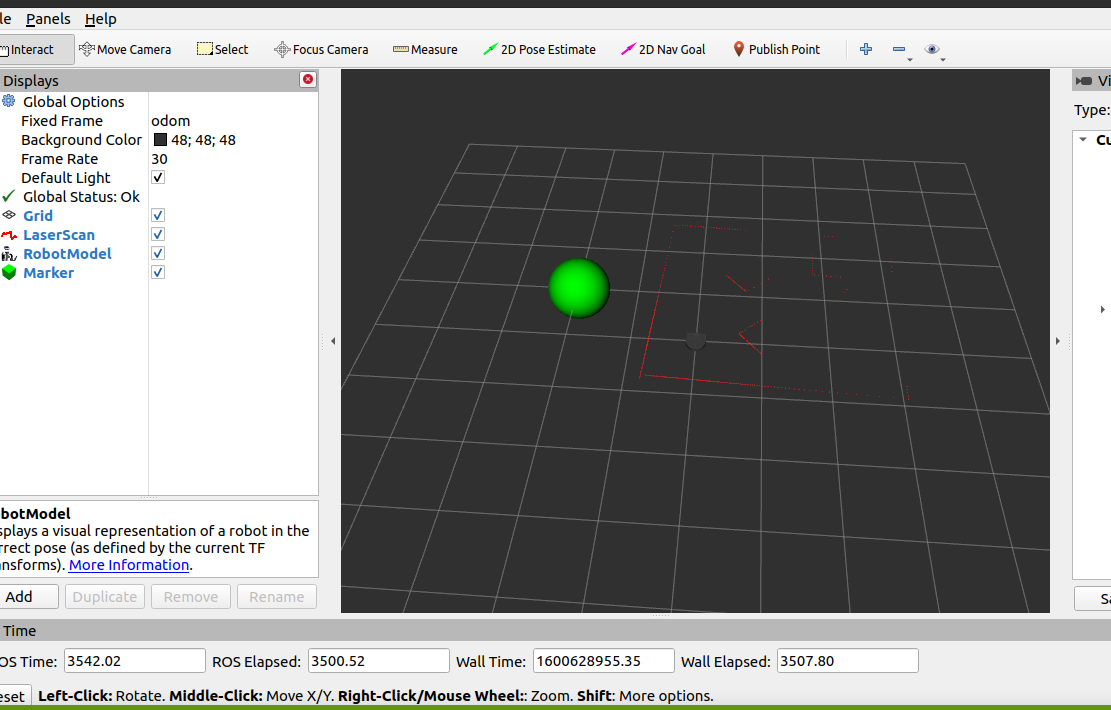 le Panels Help
Interact Move Camera Select Focus Camera Measure 2D Pose Estimate 2D Nav Goal Publish Point
Displays
Global Options
Fixed Frame odom
Background Color 48; 48; 48
Frame Rate 30
Default Light
Global Status: Ok
Grid
LaserScan
RobotModel
Marker
botModel
splays a visual representation of a robot in the
rrect pose (as defined by the current TF
ansforms). More Information.
Add Duplicate Remove Rename
Vi
Type:
Cu
Sa
Time
OS Time: 3542.02 ROS Elapsed: 3500.52 Wall Time: 1600628955.35 Wall Elapsed: 3507.80
eset Left-Click: Rotate. Middle-Click: Move X/Y. Right-Click/Mouse Wheel:: Zoom. Shift: More options.